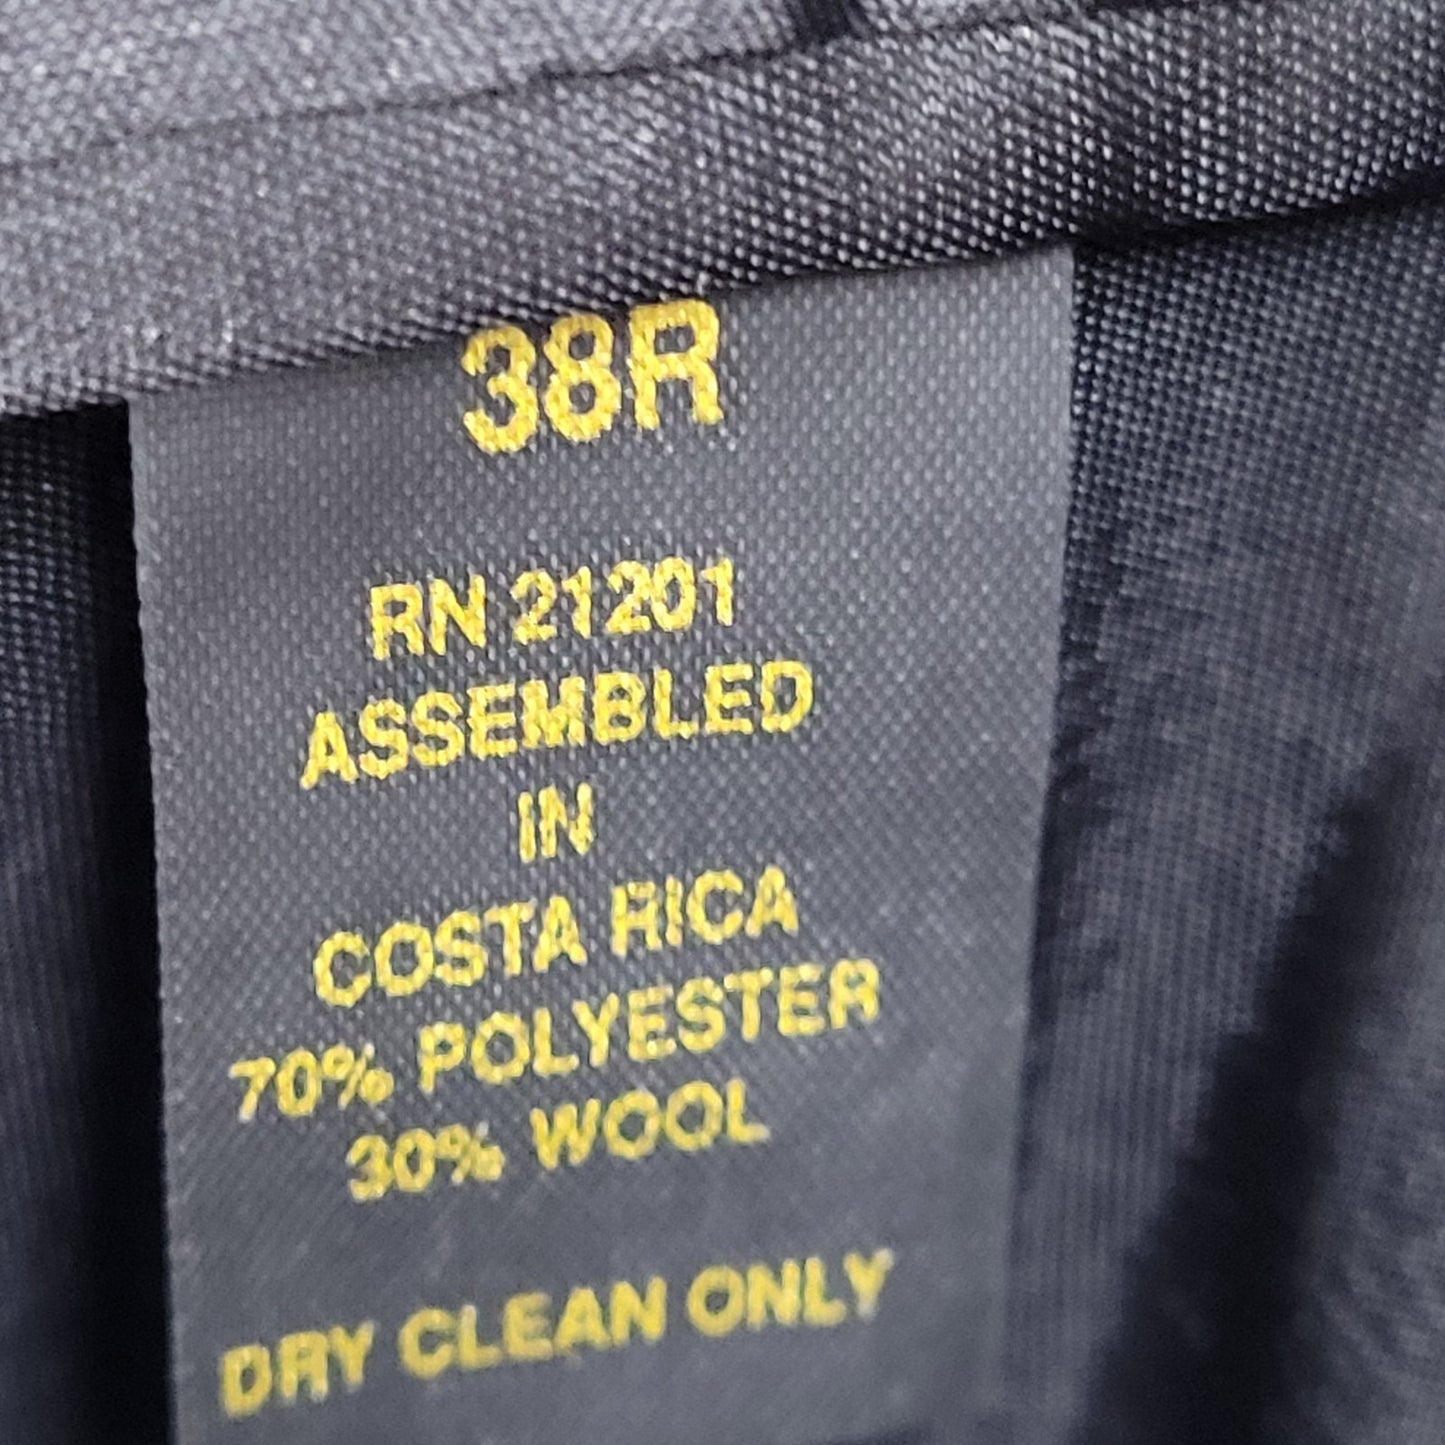 38R
RN 21201
ASSEMBLED
IN
COSTA RICA
70% POLYESTER
30% WOOL
DRY CLEAN ONLY